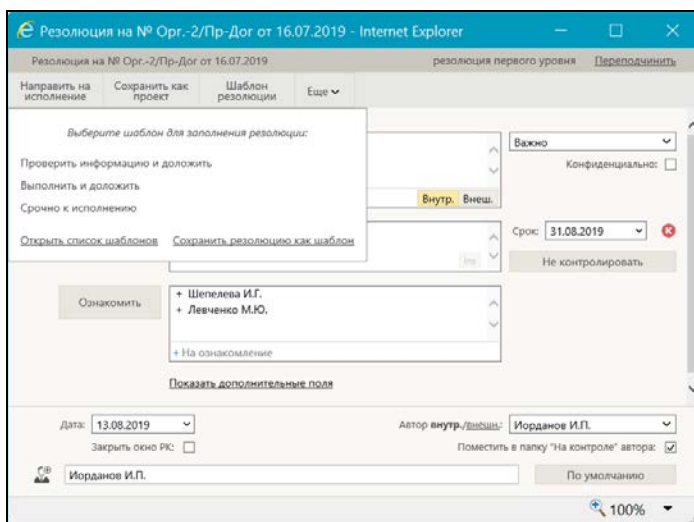 Резолюция на № Орг.-2/Пр-Дог от 16.07.2019 - Internet Explorer
Резолюция на № Орг.-2/Пр-Дог от 16.07.2019 резолюция первого уровня Переподчинить
Направить на исполнение Сохранить как проект Шаблон резолюции Еще
Выберите шаблон для заполнения резолюции:
Проверить информацию и доложить
Выполнить и доложить
Срочно к исполнению
Открыть список шаблонов Сохранить резолюцию как шаблон
Важно
Конфиденциально:
Внутр. Внеш.
Срок: 31.08.2019
Не контролировать
Ознакомить
+ Шепелева И.Г.
+ Левченко М.Ю.
+ На ознакомление
Показать дополнительные поля
Дата: 13.08.2019 Автор внутр./внешн.: Иорданов И.П.
Закрыть окно РК: Поместить в папку "На контроле" автора:
Иорданов И.П. По умолчанию
100%